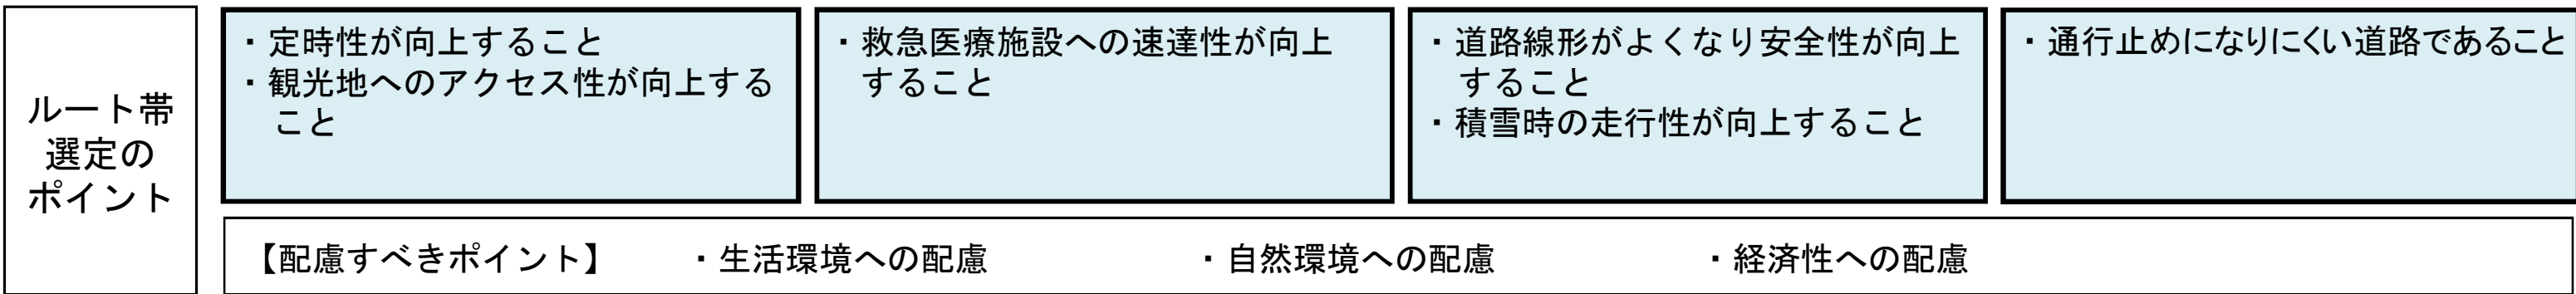 ルート帯
選定の
ポイント
・定時性が向上すること
・観光地へのアクセス性が向上する
こと
・救急医療施設への速達性が向上
すること
・道路線形がよくなり安全性が向上
すること
・積雪時の走行性が向上すること
・通行止めになりにくい道路であること
【配慮すべきポイント】 ・生活環境への配慮 ・自然環境への配慮 ・経済性への配慮